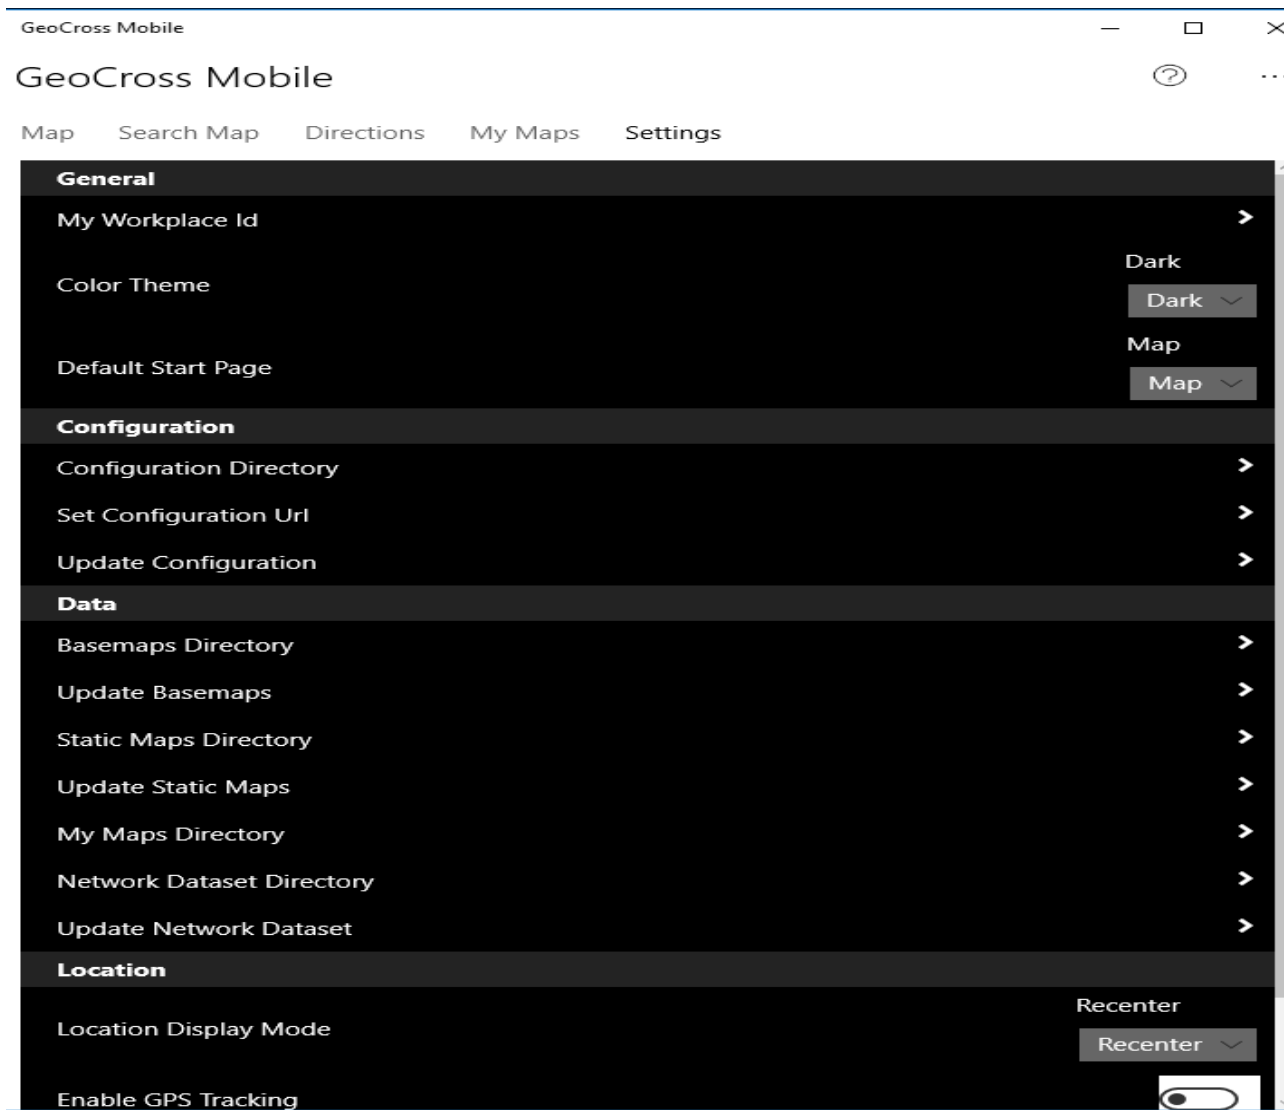 GeoCross Mobile
GeoCross Mobile
Map Search Map Directions My Maps Settings
General
My Workplace Id
Color Theme
Dark
Dark
Default Start Page
Map
Map
Configuration
Configuration Directory
Set Configuration Url
Update Configuration
Data
Basemaps Directory
Update Basemaps
Static Maps Directory
Update Static Maps
My Maps Directory
Network Dataset Directory
Update Network Dataset
Location
Location Display Mode
Recenter
Recenter
Enable GPS Tracking